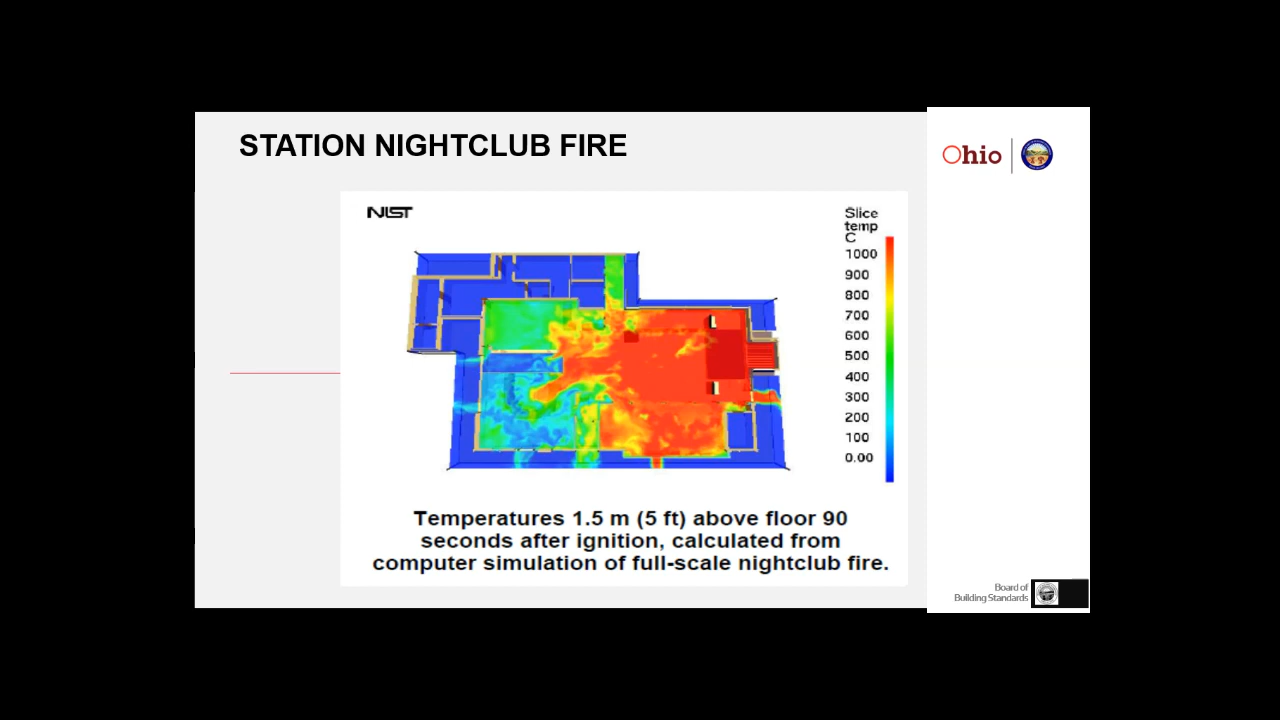 STATION NIGHTCLUB FIRE
Ohio
NIST
Slice
temp
C
1000
900
800
700
600
500
400
300
200
100
0.00
Temperatures 1.5 m (5 ft) above floor 90
seconds after ignition, calculated from
computer simulation of full-scale nightclub fire.
Board of
Building Standards